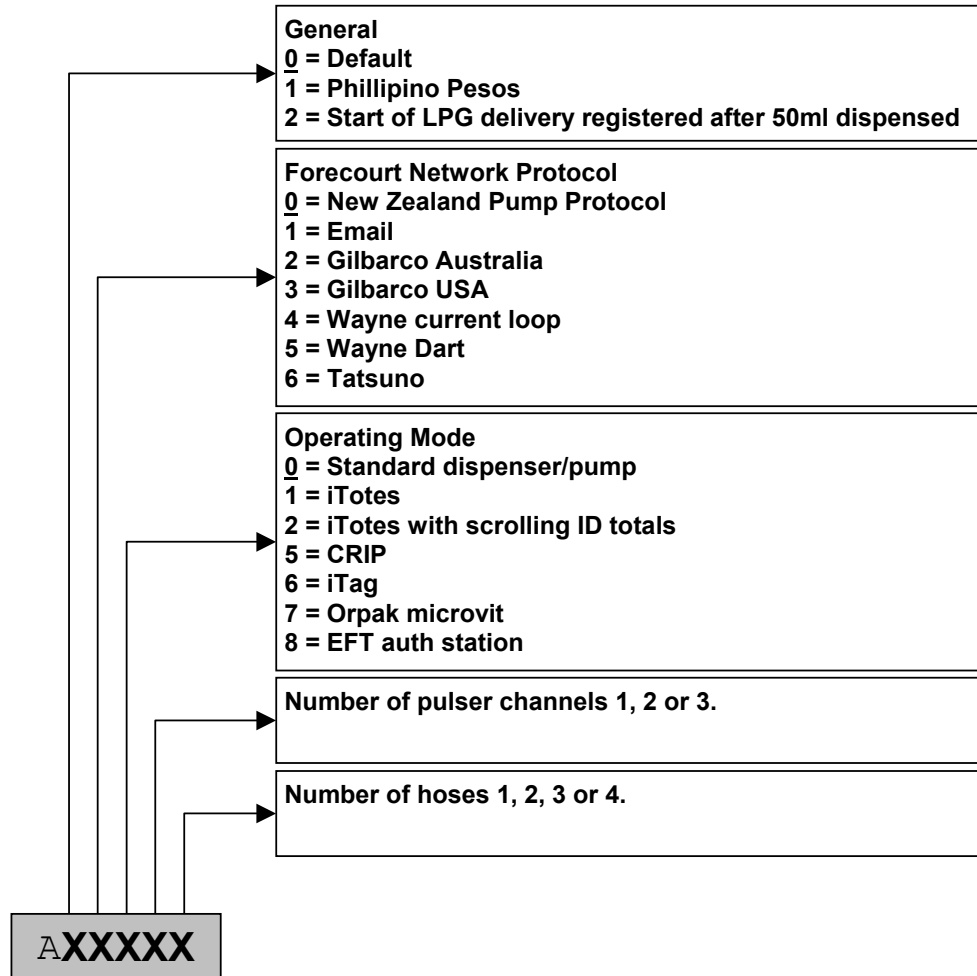 General
0 = Default
1 = Phillipino Pesos
2 = Start of LPG delivery registered after 50ml dispensed
Forecourt Network Protocol
0 = New Zealand Pump Protocol
1 = Email
2 = Gilbarco Australia
3 = Gilbarco USA
4 = Wayne current loop
5 = Wayne Dart
6 = Tatsuno
Operating Mode
0 = Standard dispenser/pump
1 = iTotes
2 = iTotes with scrolling ID totals
5 = CRIP
6 = iTag
7 = Orpak microvit
8 = EFT auth station
Number of pulser channels 1, 2 or 3.
Number of hoses 1, 2, 3 or 4.
AXXXXX